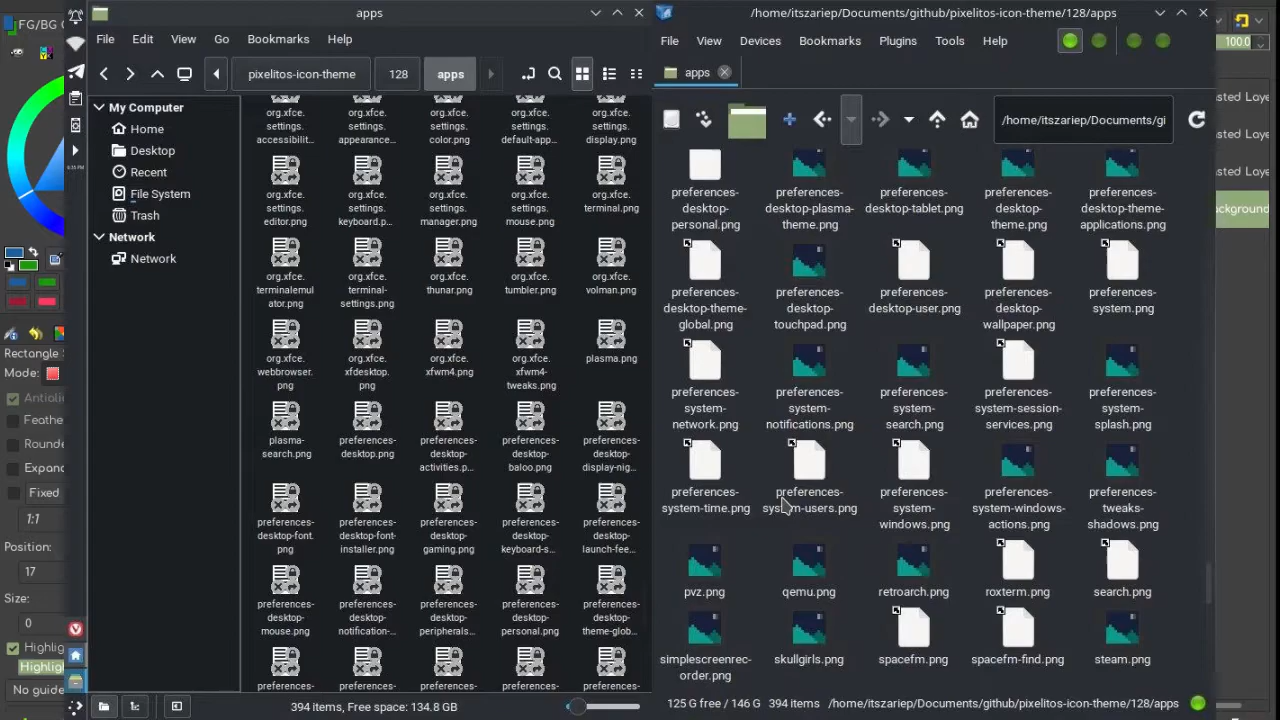 FG/BG C
apps
File Edit View Go Bookmarks Help
pixelitos-icon-theme 128 apps
My Computer
Home
Desktop
Recent
File System
Trash
Network
Network
org.xfce.settings.accessibilit...
org.xfce.settings.appearance...
org.xfce.settings.color.png
org.xfce.settings.default-app...
org.xfce.settings.display.png
org.xfce.settings.editor.png
org.xfce.settings.keyboard.p...
org.xfce.settings.manager.png
org.xfce.settings.mouse.png
org.xfce.terminal.png
org.xfce.terminalemulator.png
org.xfce.terminal-settings.png
org.xfce.thunar.png
org.xfce.tumbler.png
org.xfce.volman.png
org.xfce.webbrowser.png
org.xfce.xfdesktop.png
org.xfce.xfwm4.png
org.xfce.xfwm4-tweaks.png
plasma.png
plasma-search.png
preferences-desktop.png
preferences-desktop-activities.p...
preferences-desktop-baloo.png
preferences-desktop-display-nig...
preferences-desktop-font.png
preferences-desktop-font-installer.png
preferences-desktop-gaming.png
preferences-desktop-keyboard-s...
preferences-desktop-launch-fee...
preferences-desktop-mouse.png
preferences-desktop-notification-...
preferences-desktop-peripherals...
preferences-desktop-personal.png
preferences-desktop-theme-glob...
preferences- preferences- preferences- preferences- preferences-
394 items, Free space: 134.8 GB
/home/itszariep/Documents/github/pixelitos-icon-theme/128/apps
File View Devices Bookmarks Plugins Tools Help
apps
/home/itszariep/Documents/gi
preferences-desktop-personal.png
preferences-desktop-plasma-theme.png
preferences-desktop-tablet.png
preferences-desktop-theme.png
preferences-desktop-theme-applications.png
preferences-desktop-theme-global.png
preferences-desktop-touchpad.png
preferences-desktop-user.png
preferences-desktop-wallpaper.png
preferences-system.png
preferences-system-network.png
preferences-system-notifications.png
preferences-system-search.png
preferences-system-session-services.png
preferences-system-splash.png
preferences-system-time.png
preferences-system-users.png
preferences-system-windows.png
preferences-system-windows-actions.png
preferences-tweaks-shadows.png
pvz.png
qemu.png
retroarch.png
roxterm.png
search.png
simplescreenrecorder.png
skullgirls.png
spacefm.png
spacefm-find.png
steam.png
125 G free / 146 G 394 items /home/itszariep/Documents/github/pixelitos-icon-theme/128/apps
Rectangle S
Mode:
Antialia
Feathe
Rounde
Expand
Fixed
1:1
Position:
17
Size:
0
Highlig
Highligl
No guide
100.0
asted Laye
asted Laye
asted Laye
ackground